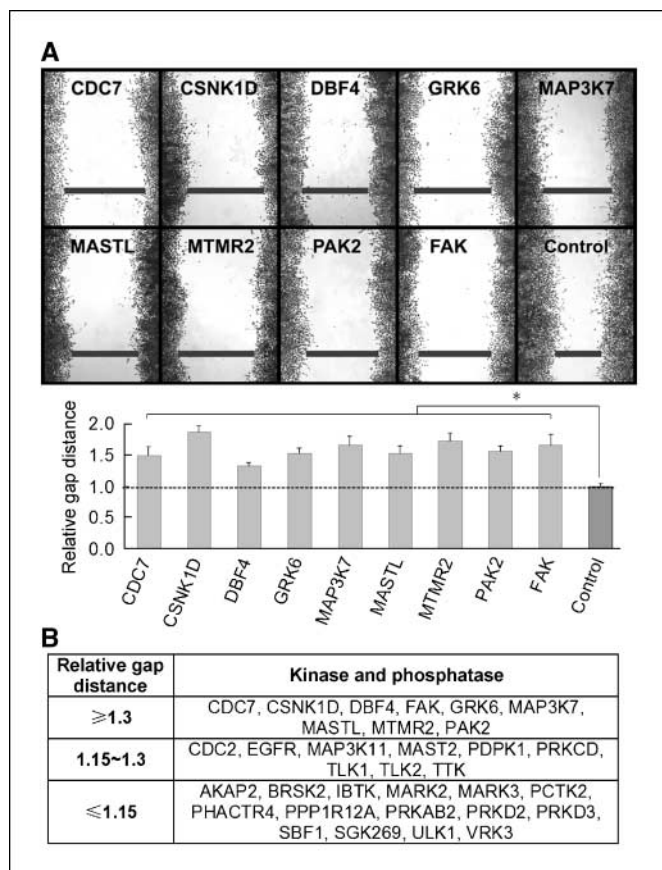 A
CDC7 CSNK1D DBF4 GRK6 MAP3K7
MASTL MTMR2 PAK2 FAK Control
*
Relative gap distance
2.0
1.5
1.0
0.5
0.0
CDC7
CSNK1D
DBF4
GRK6
MAP3K7
MASTL
MTMR2
PAK2
FAK
Control
B
Relative gap distance
Kinase and phosphatase
≥1.3
CDC7, CSNK1D, DBF4, FAK, GRK6, MAP3K7,
MASTL, MTMR2, PAK2
1.15~1.3
CDC2, EGFR, MAP3K11, MAST2, PDPK1, PRKCD,
TLK1, TLK2, TTK
≤1.15
AKAP2, BRSK2, IBTK, MARK2, MARK3, PCTK2,
PHACTR4, PPP1R12A, PRKAB2, PRKD2, PRKD3,
SBF1, SGK269, ULK1, VRK3